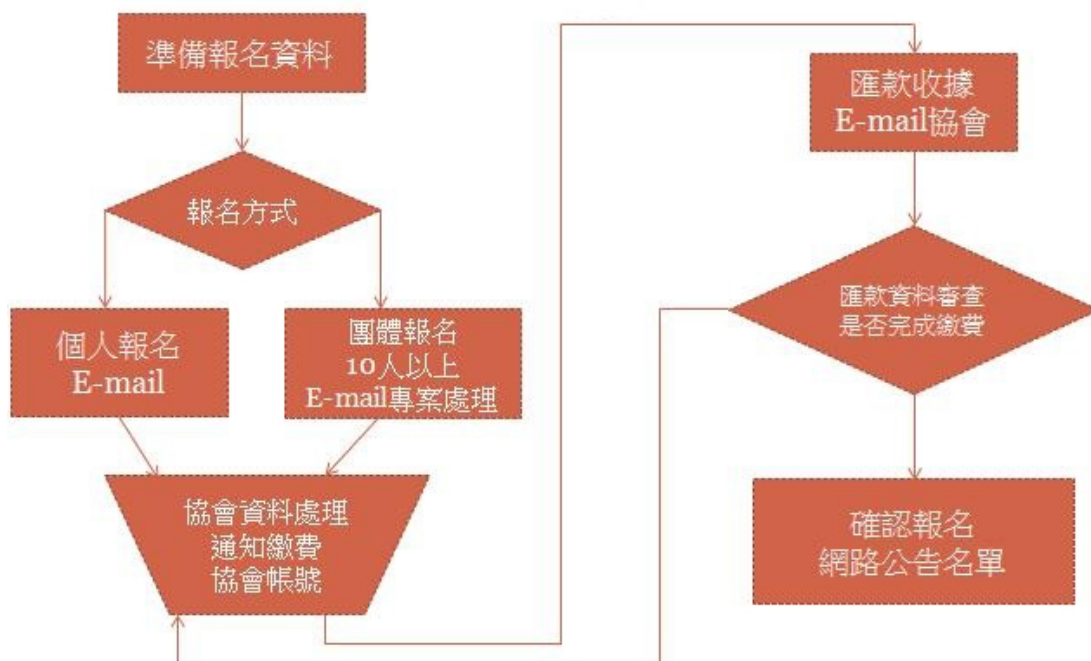 準備報名資料
報名方式
個人報名
E-mail
團體報名
10人以上
E-mail專案處理
協會資料處理
通知繳費
協會帳號
匯款收據
E-mail協會
匯款資料審查
是否完成繳費
確認報名
網路公告名單